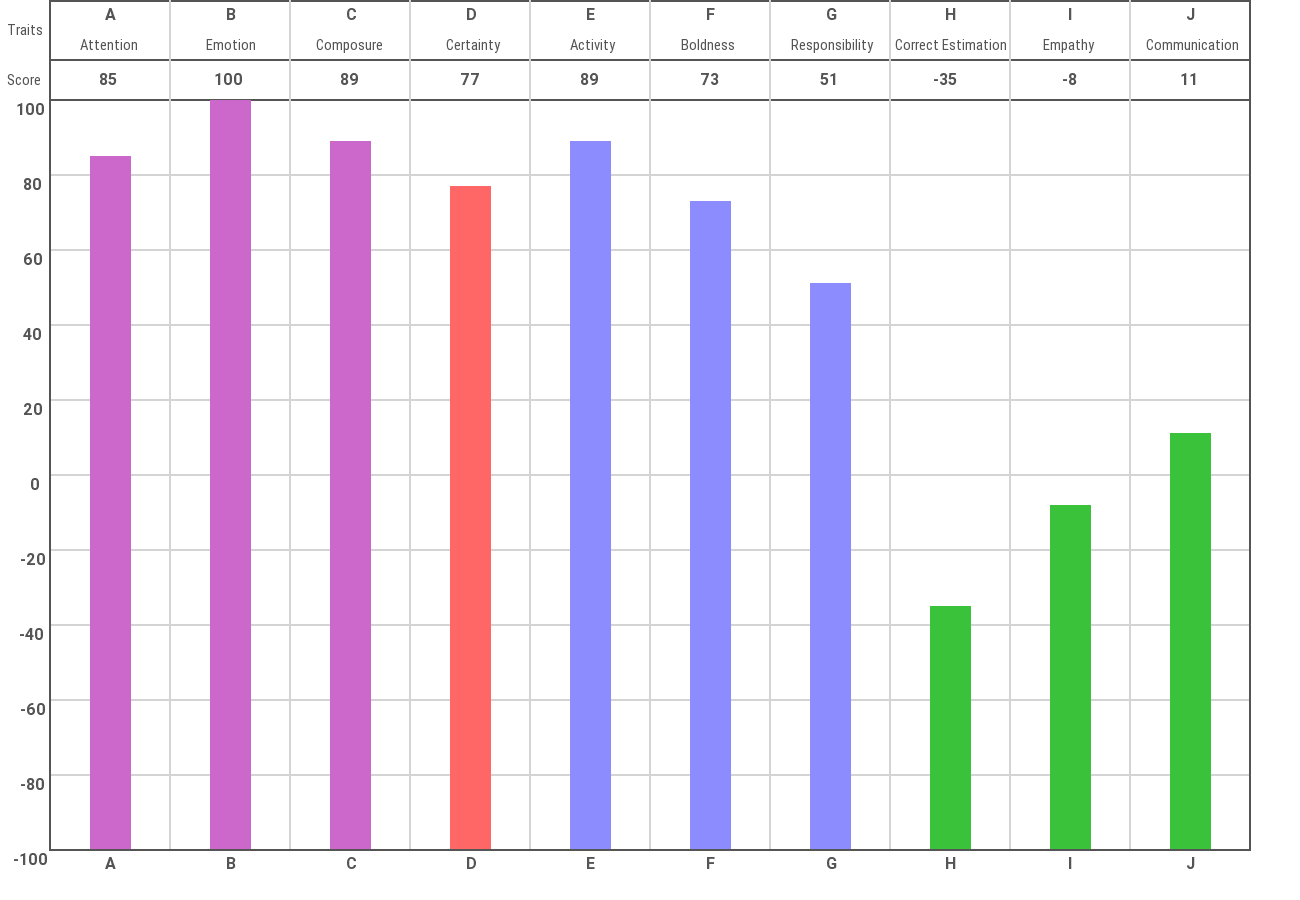 Traits A B C D E F G H I J
Attention Emotion Composure Certainty Activity Boldness Responsibility Correct Estimation Empathy Communication
Score 85 100 89 77 89 73 51 -35 -8 11
100
80
60
40
20
0
-20
-40
-60
-80
-100
A B C D E F G H I J